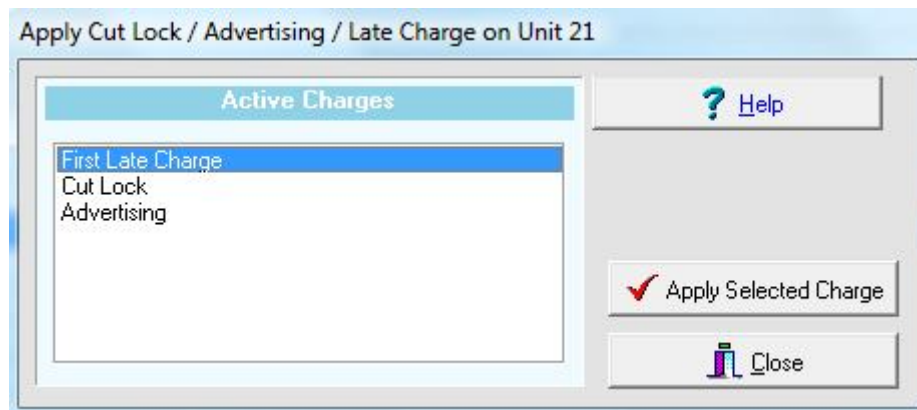 Apply Cut Lock / Advertising / Late Charge on Unit 21
Active Charges
First Late Charge
Cut Lock
Advertising
? Help
Apply Selected Charge
Close